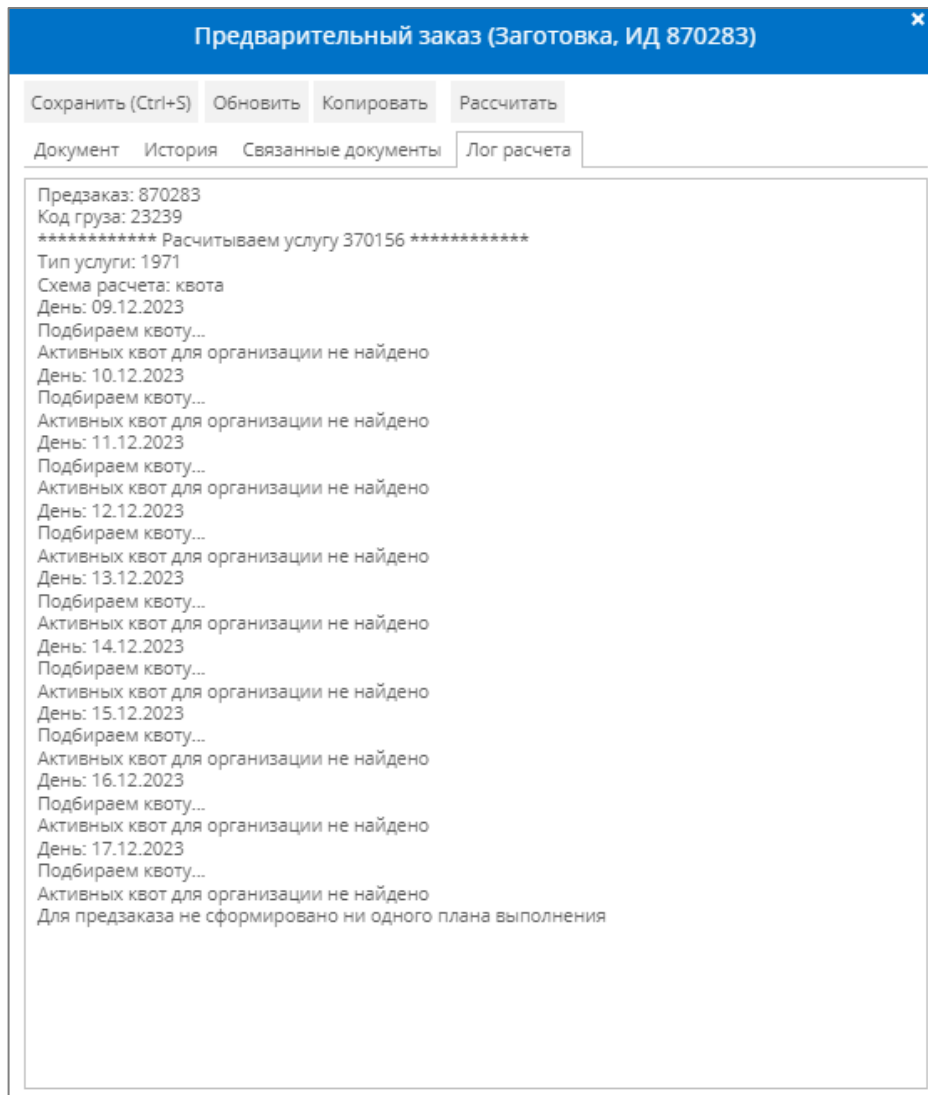 Предварительный заказ (Заготовка, ИД 870283)
Сохранить (Ctrl+S) Обновить Копировать Рассчитать
Документ История Связанные документы Лог расчета
Предзаказ: 870283
Код груза: 23239
************ Расчитываем услугу 370156 ************
Тип услуги: 1971
Схема расчета: квота
День: 09.12.2023
Подбираем квоту...
Активных квот для организации не найдено
День: 10.12.2023
Подбираем квоту...
Активных квот для организации не найдено
День: 11.12.2023
Подбираем квоту...
Активных квот для организации не найдено
День: 12.12.2023
Подбираем квоту...
Активных квот для организации не найдено
День: 13.12.2023
Подбираем квоту...
Активных квот для организации не найдено
День: 14.12.2023
Подбираем квоту...
Активных квот для организации не найдено
День: 15.12.2023
Подбираем квоту...
Активных квот для организации не найдено
День: 16.12.2023
Подбираем квоту...
Активных квот для организации не найдено
День: 17.12.2023
Подбираем квоту...
Активных квот для организации не найдено
Для предзаказа не сформировано ни одного плана выполнения